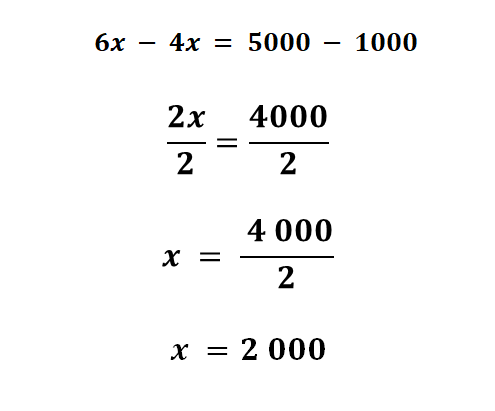 6x − 4x = 5000 − 1000
2x/2 = 4000/2
x = 4 000/2
x = 2 000